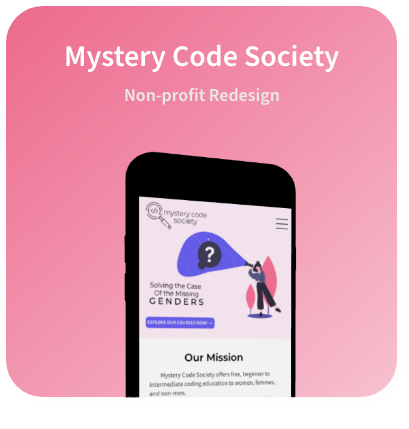 Mystery Code Society
Non-profit Redesign
mystery code
society
?
Solving the Case
Of the Missing
GENDERS
EXPLORE OUR COURSES NOW! →
Our Mission
Mystery Code Society offers free, beginner to
intermediate coding education to women, femmes,
and non-men.